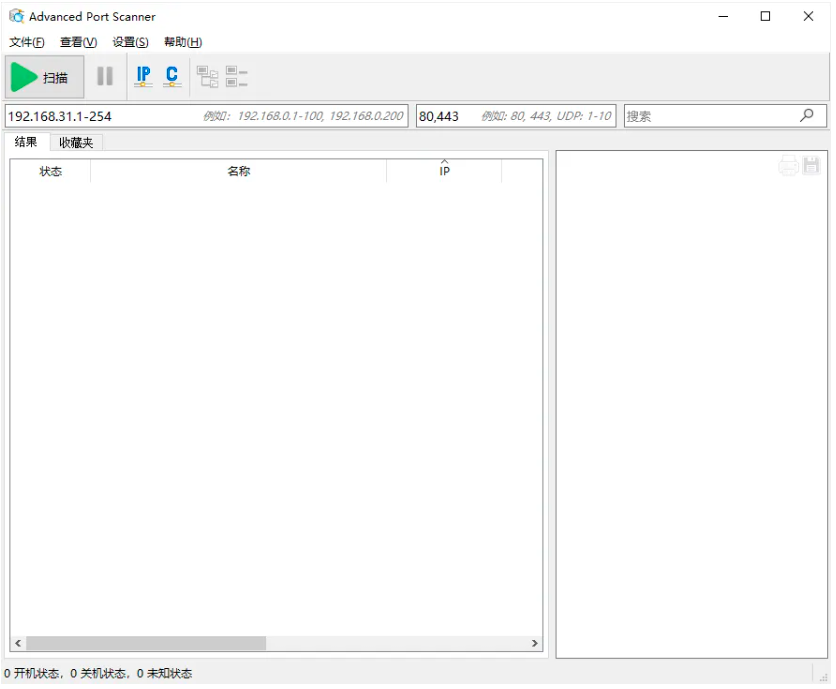 Advanced Port Scanner
文件(F) 查看(V) 设置(S) 帮助(H)
扫描 IP C
192.168.31.1-254 例如: 192.168.0.1-100, 192.168.0.200 80,443 例如: 80, 443, UDP: 1-10 搜索
结果 收藏夹
状态 名称 IP
0 开机状态, 0 关机状态, 0 未知状态